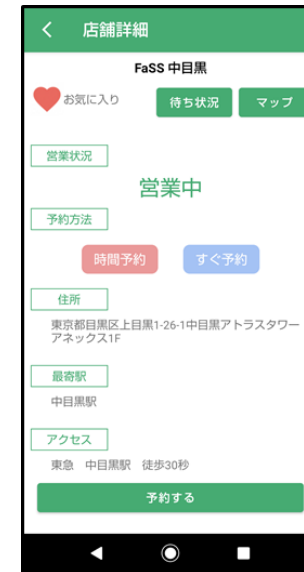 店舗詳細
FaSS 中目黒
お気に入り
待ち状況
マップ
営業状況
営業中
予約方法
時間予約
すぐ予約
住所
東京都目黒区上目黒1-26-1中目黒アトラスタワー
アネックス1F
最寄駅
中目黒駅
アクセス
東急　中目黒駅　徒歩30秒
予約する